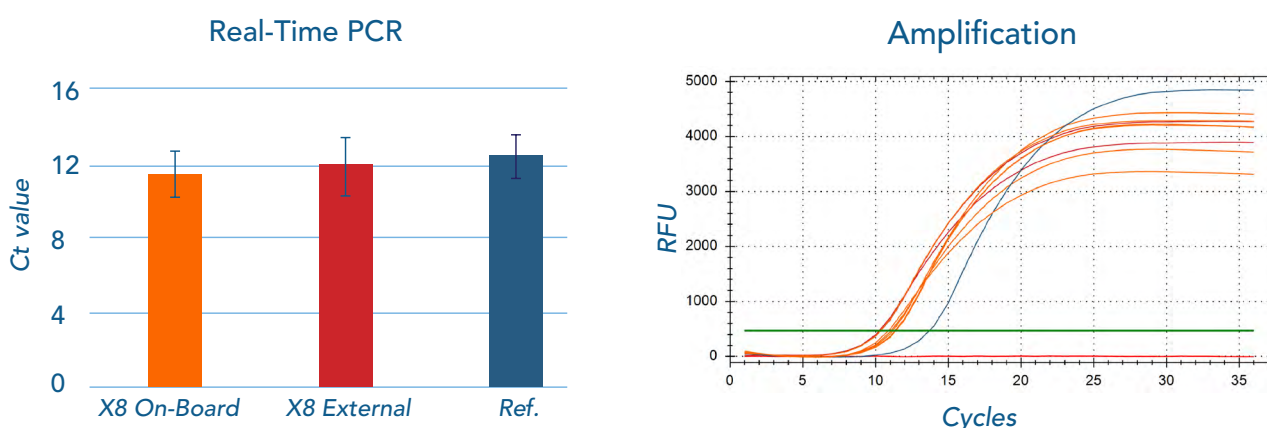 Real-Time PCR
16
12
8
4
0
Ct value
X8 On-Board X8 External Ref.
Amplification
5000
4000
3000
2000
1000
0
RFU
0 5 10 15 20 25 30 35
Cycles